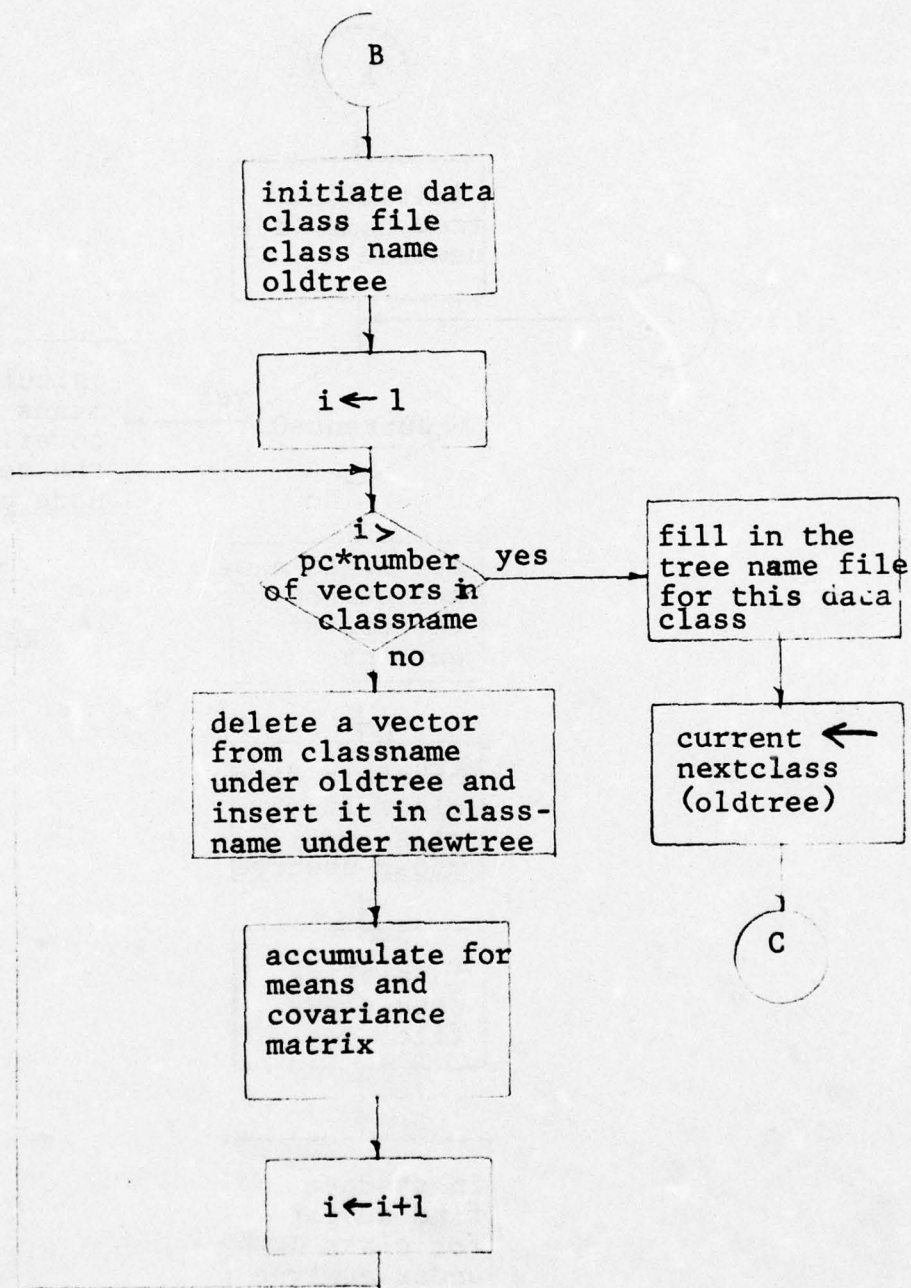 B
initiate data
class file
class name
oldtree
i ← 1
i >
pc*number
of vectors in
classname
yes
no
fill in the
tree name file
for this data
class
delete a vector
from classname
under oldtree and
insert it in class-
name under newtree
current ←
nextclass
(oldtree)
accumulate for
means and
covariance
matrix
C
i←i+1